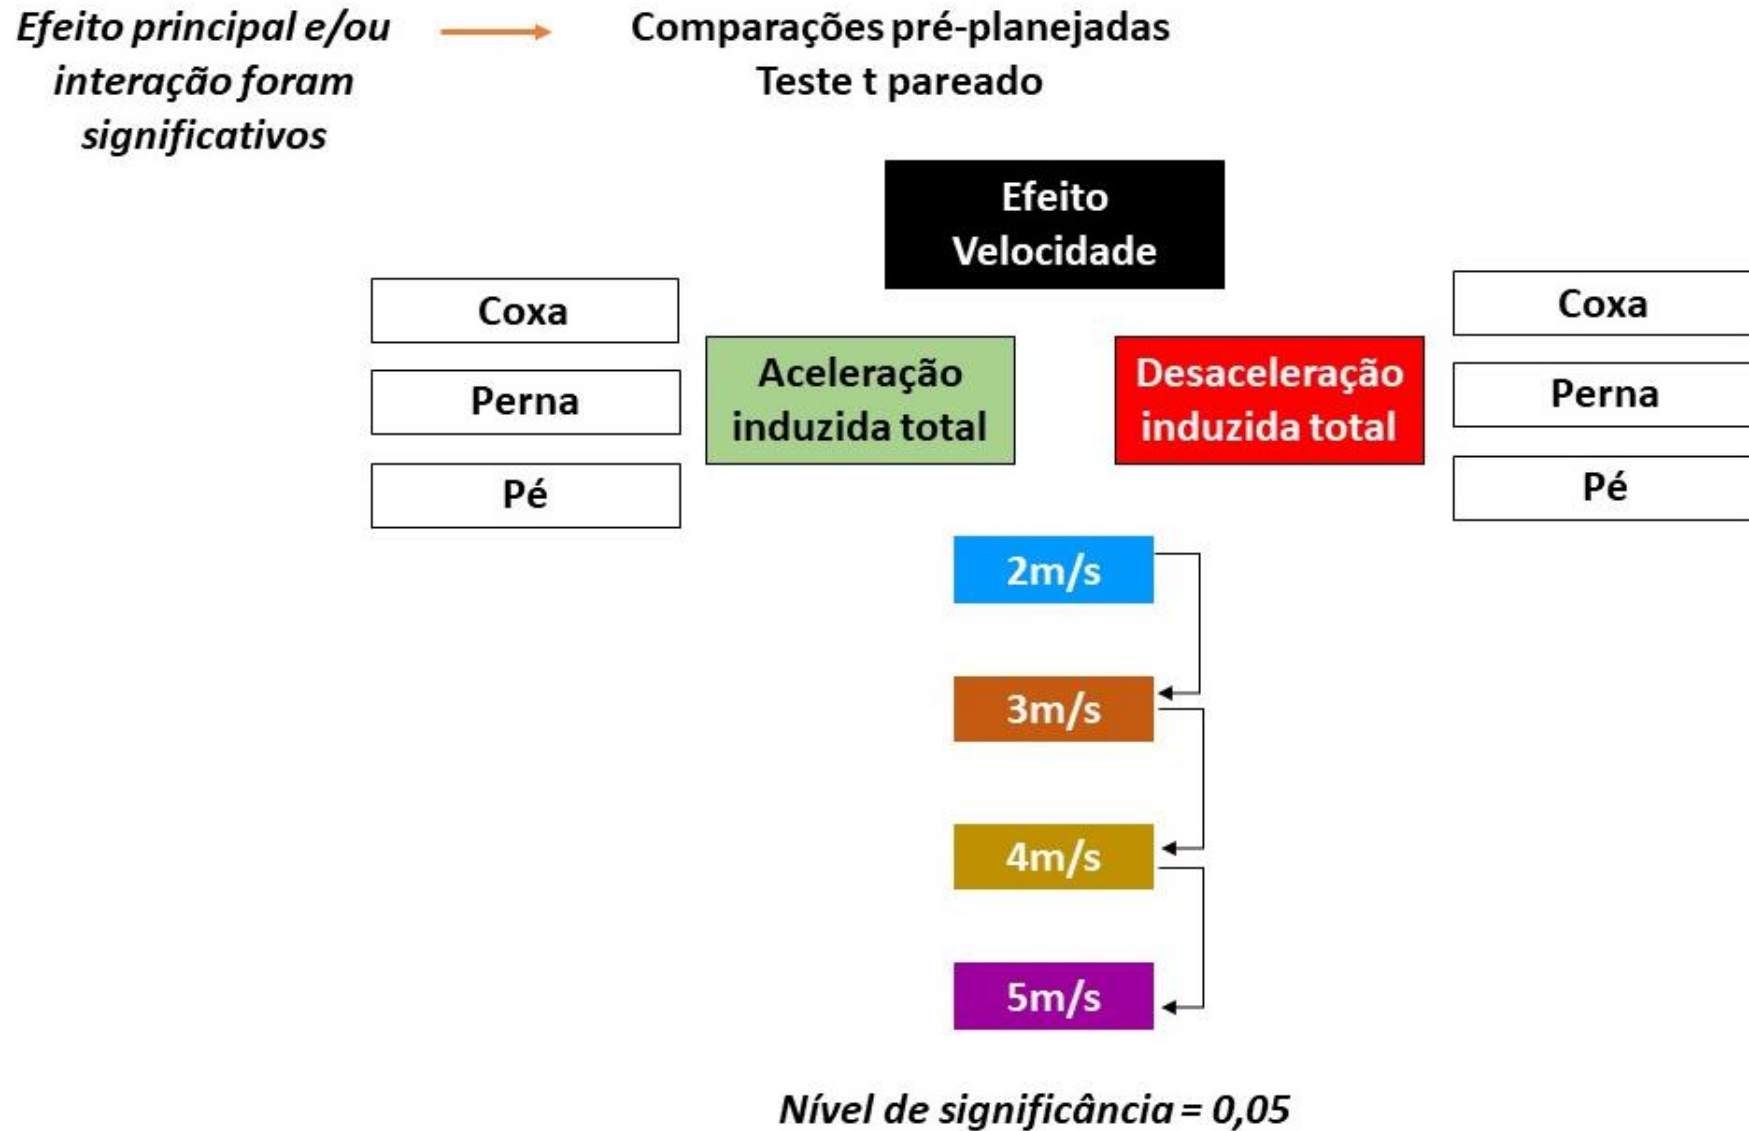 Efeito principal e/ou
interação foram
significativos
Comparações pré-planejadas
Teste t pareado
Efeito
Velocidade
Coxa
Perna
Pé
Aceleração
induzida total
Desaceleração
induzida total
Coxa
Perna
Pé
2m/s
3m/s
4m/s
5m/s
Nível de significância = 0,05